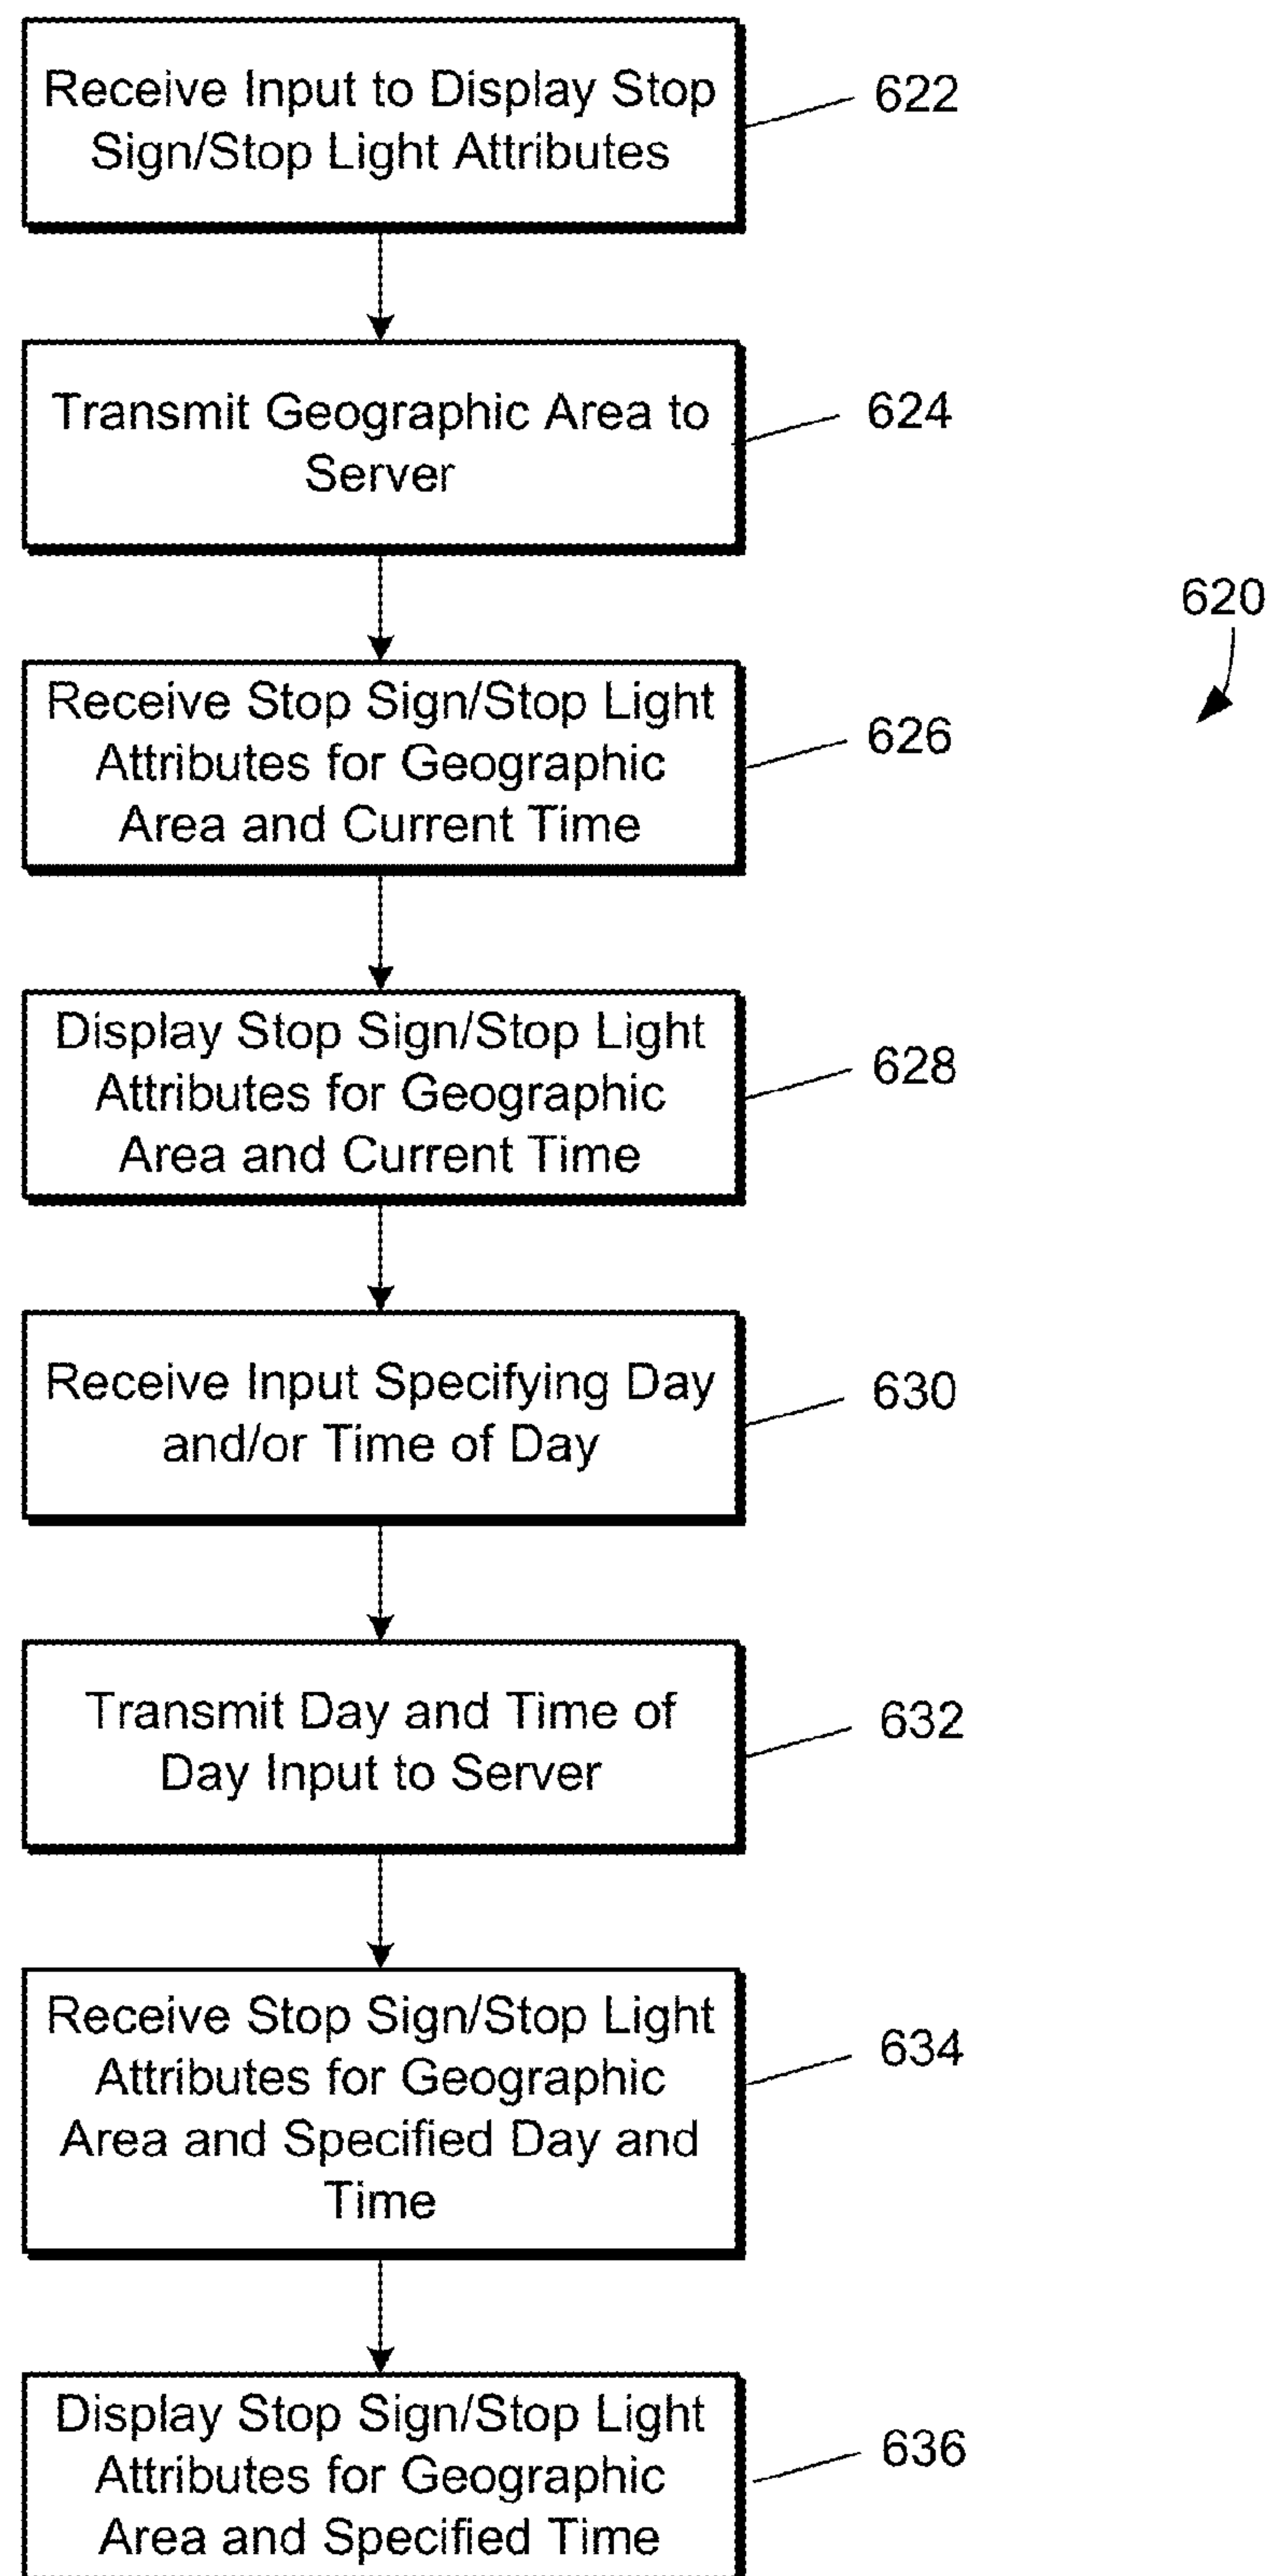 Receive Input to Display Stop
Sign/Stop Light Attributes
622
Transmit Geographic Area to
Server
624
620
Receive Stop Sign/Stop Light
Attributes for Geographic
Area and Current Time
626
Display Stop Sign/Stop Light
Attributes for Geographic
Area and Current Time
628
Receive Input Specifying Day
and/or Time of Day
630
Transmit Day and Time of
Day Input to Server
632
Receive Stop Sign/Stop Light
Attributes for Geographic
Area and Specified Day and
Time
634
Display Stop Sign/Stop Light
Attributes for Geographic
Area and Specified Time
636